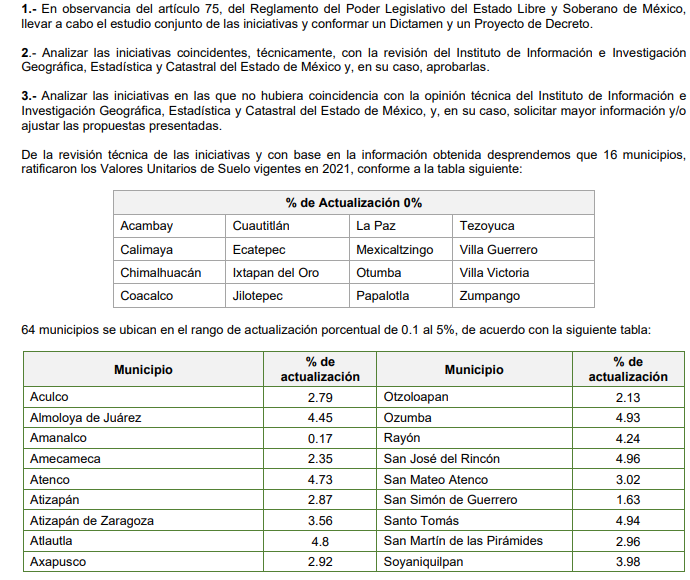 1.- En observancia del artículo 75, del Reglamento del Poder Legislativo del Estado Libre y Soberano de México,
llevar a cabo el estudio conjunto de las iniciativas y conformar un Dictamen y un Proyecto de Decreto.
2.- Analizar las iniciativas coincidentes, técnicamente, con la revisión del Instituto de Información e Investigación
Geográfica, Estadística y Catastral del Estado de México y, en su caso, aprobarlas.
3.- Analizar las iniciativas en las que no hubiera coincidencia con la opinión técnica del Instituto de Información e
Investigación Geográfica, Estadística y Catastral del Estado de México, y, en su caso, solicitar mayor información y/o
ajustar las propuestas presentadas.
De la revisión técnica de las iniciativas y con base en la información obtenida desprendemos que 16 municipios,
ratificaron los Valores Unitarios de Suelo vigentes en 2021, conforme a la tabla siguiente:
% de Actualización 0%
Acambay Cuautitlán La Paz Tezoyuca
Calimaya Ecatepec Mexicaltzingo Villa Guerrero
Chimalhuacán Ixtapan del Oro Otumba Villa Victoria
Coacalco Jilotepec Papalotla Zumpango
64 municipios se ubican en el rango de actualización porcentual de 0.1 al 5%, de acuerdo con la siguiente tabla:
Municipio % de actualización Municipio % de actualización
Aculco 2.79 Otzoloapan 2.13
Almoloya de Juárez 4.45 Ozumba 4.93
Amanalco 0.17 Rayón 4.24
Amecameca 2.35 San José del Rincón 4.96
Atenco 4.73 San Mateo Atenco 3.02
Atizapán 2.87 San Simón de Guerrero 1.63
Atizapán de Zaragoza 3.56 Santo Tomás 4.94
Atlautla 4.8 San Martín de las Pirámides 2.96
Axapusco 2.92 Soyaniquilpan 3.98